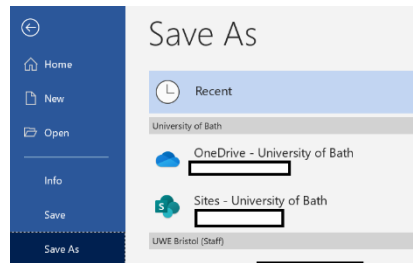 Save As
Home
Recent
New
University of Bath
Open
OneDrive - University of Bath
Info
Sites - University of Bath
Save
UWE Bristol (Staff)
Save As